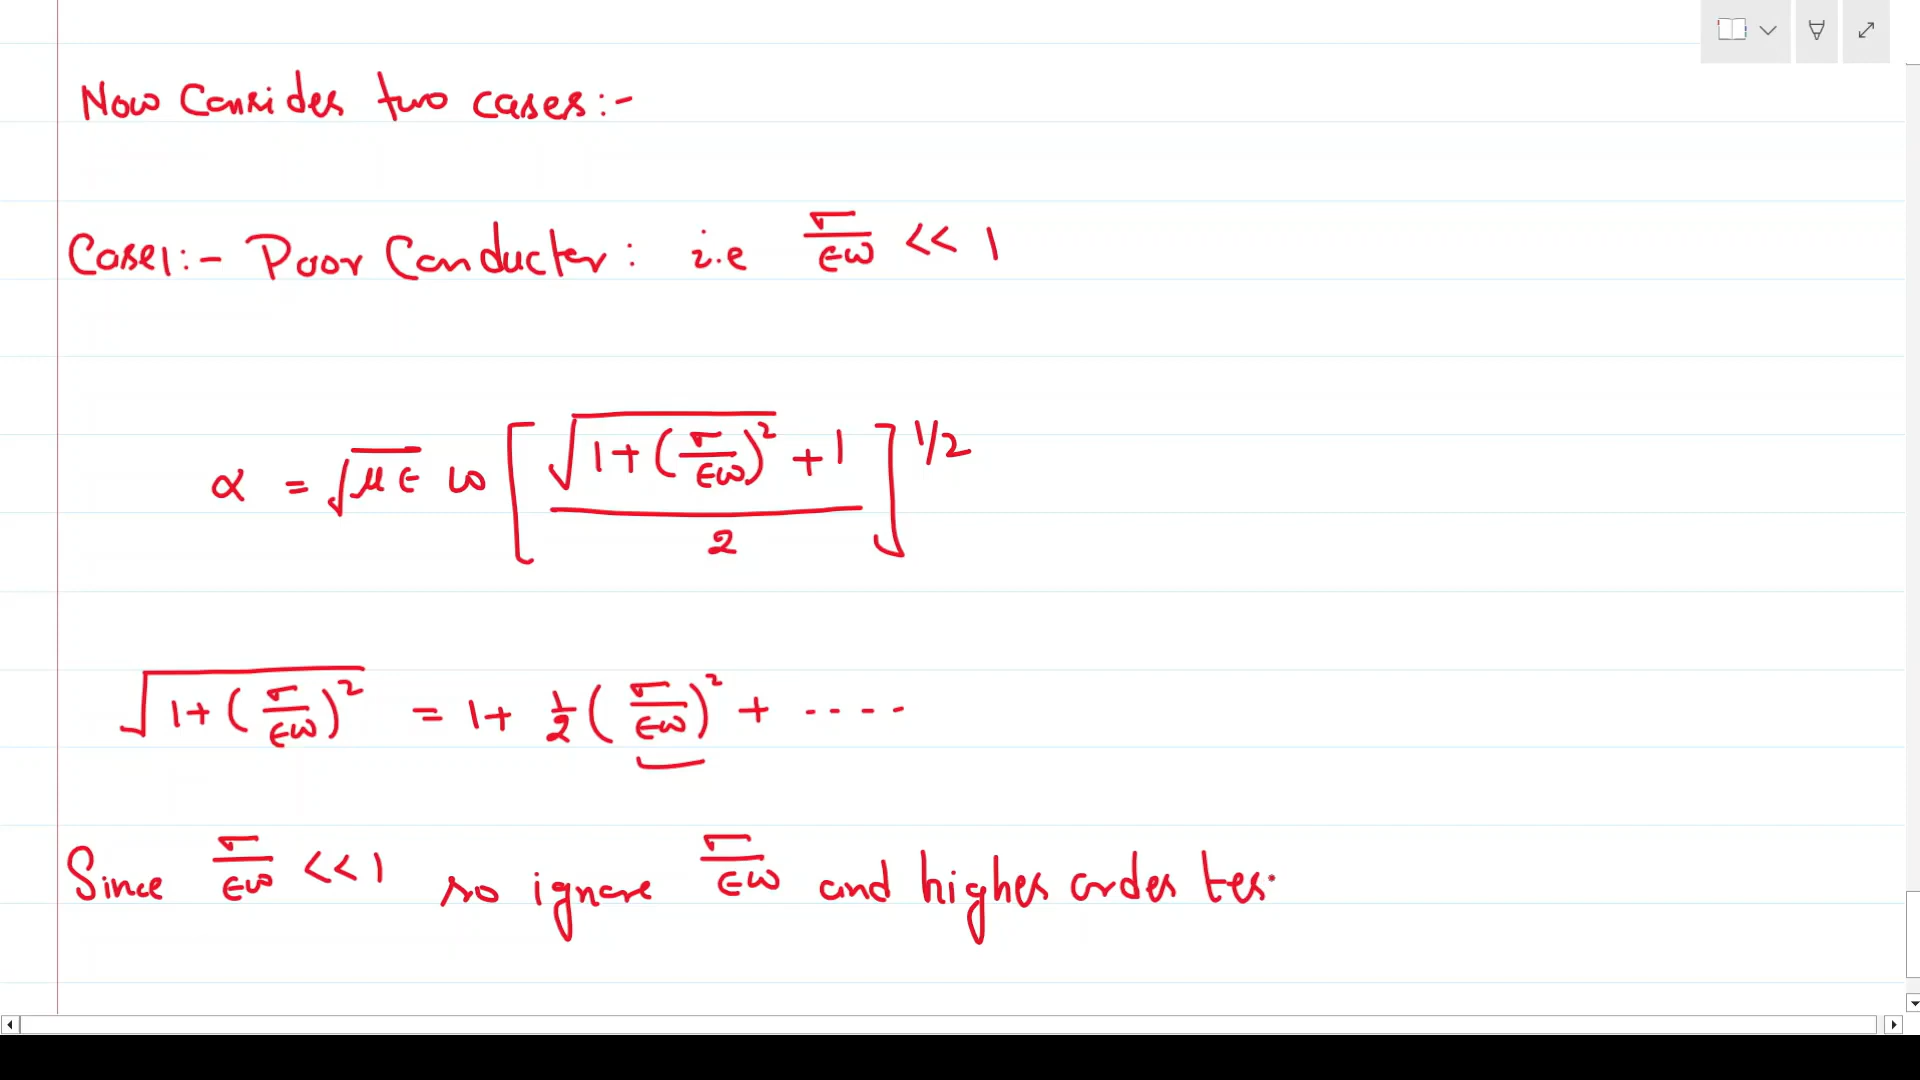 Now Consider two cases:-
Case1:- Poor Conductor: i.e σ/ϵω << 1
α = √(μϵ) ω [(√(1+(σ/ϵω)²) +1)/2]^1/2
√(1+(σ/ϵω)²) = 1+ 1/2 (σ/ϵω)² + ....
Since σ/ϵω <<1 so ignore σ/ϵω and higher order ter